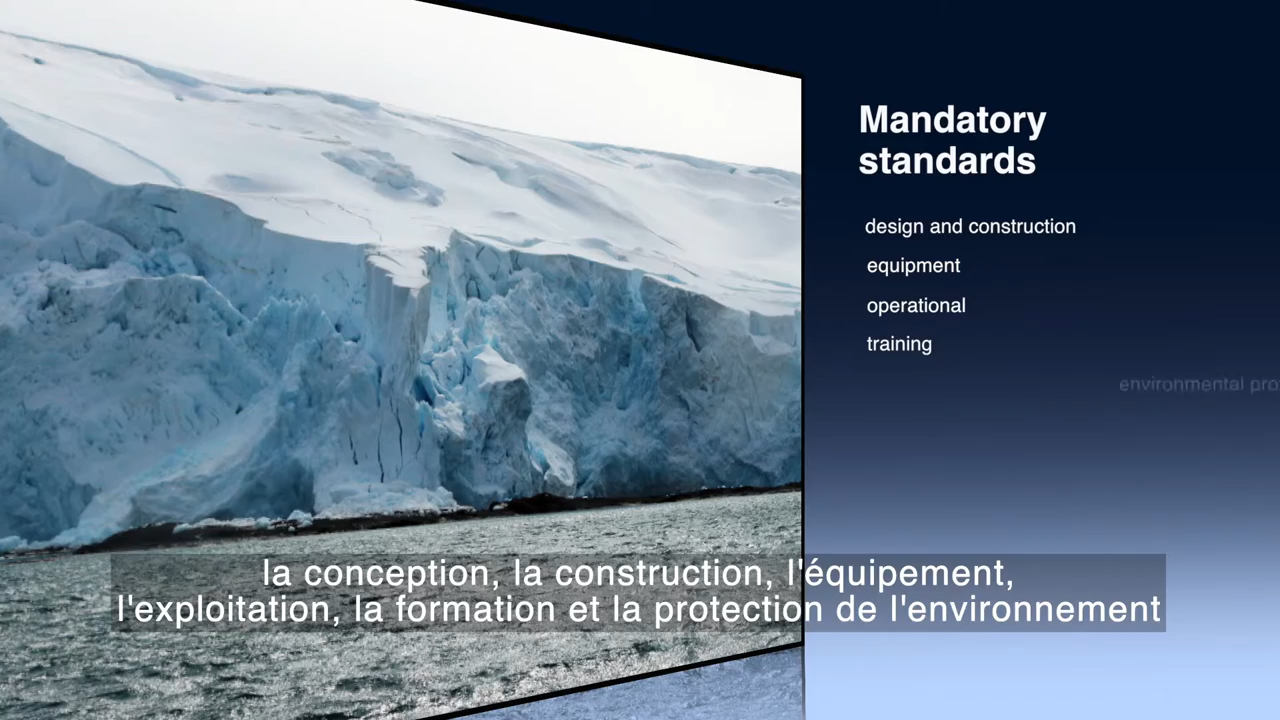 Mandatory
standards
design and construction
equipment
operational
training
environmental pro
la conception, la construction, l'équipement,
l'exploitation, la formation et la protection de l'environnement